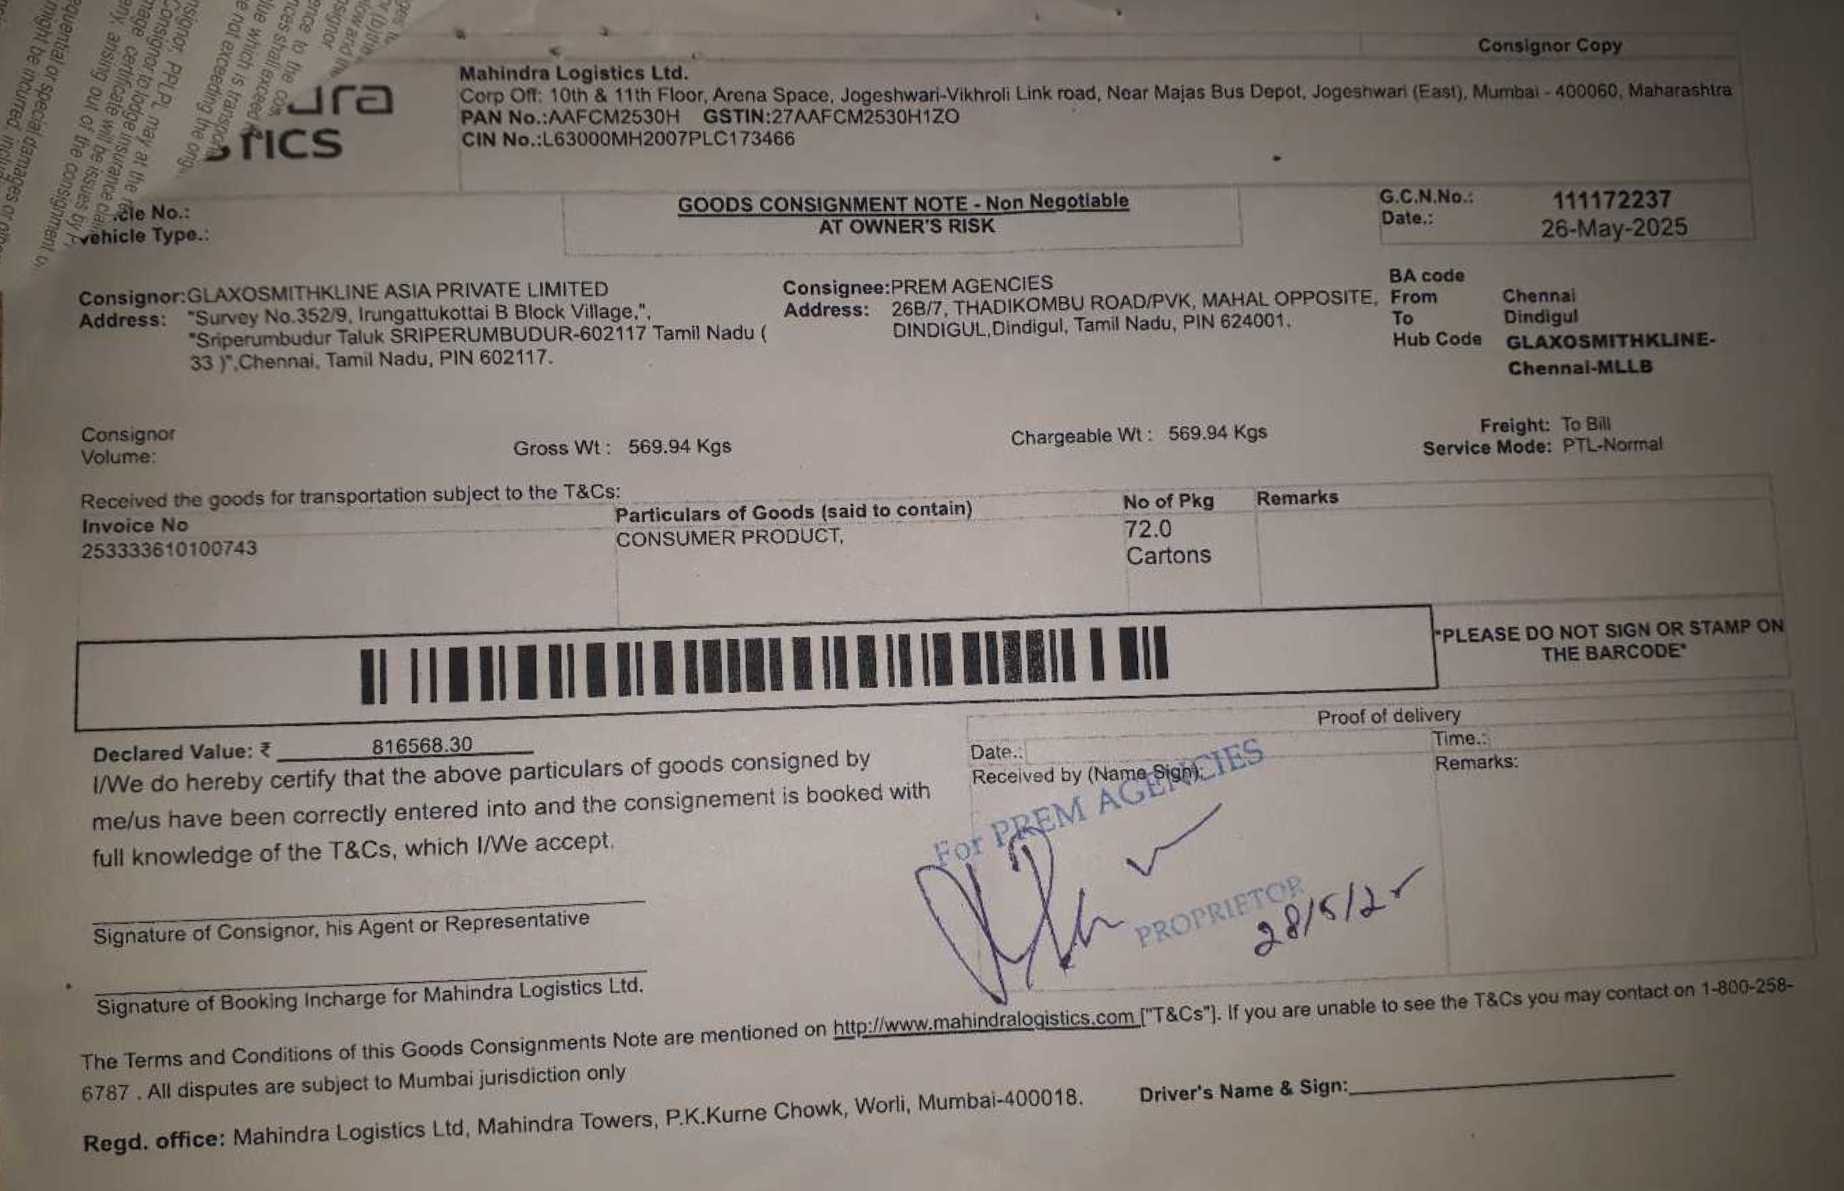 Consignor Copy
Mahindra Logistics Ltd.
Corp Off: 10th & 11th Floor, Arena Space, Jogeshwari-Vikhroli Link road, Near Majas Bus Depot, Jogeshwari (East), Mumbai - 400060, Maharashtra
PAN No.:AAFCM2530H GSTIN:27AAFCM2530H1ZO
CIN No.:L63000MH2007PLC173466
GOODS CONSIGNMENT NOTE - Non Negotiable
AT OWNER'S RISK
G.C.N.No.: 111172237
Date.: 26-May-2025
cle No.:
Vehicle Type.:
Consignor:GLAXOSMITHKLINE ASIA PRIVATE LIMITED
Address: "Survey No.352/9, Irungattukottai B Block Village,",
"Sriperumbudur Taluk SRIPERUMBUDUR-602117 Tamil Nadu (
33 )",Chennai, Tamil Nadu, PIN 602117.
Consignee:PREM AGENCIES
Address: 26B/7, THADIKOMBU ROAD/PVK, MAHAL OPPOSITE,
DINDIGUL,Dindigul, Tamil Nadu, PIN 624001.
BA code
From Chennai
To Dindigul
Hub Code GLAXOSMITHKLINE-
Chennai-MLLB
Consignor
Volume:
Gross Wt : 569.94 Kgs
Chargeable Wt : 569.94 Kgs
Freight: To Bill
Service Mode: PTL-Normal
Received the goods for transportation subject to the T&Cs:
Invoice No Particulars of Goods (said to contain) No of Pkg Remarks
253333610100743 CONSUMER PRODUCT, 72.0
Cartons
*PLEASE DO NOT SIGN OR STAMP ON
THE BARCODE*
Declared Value: ₹ 816568.30
I/We do hereby certify that the above particulars of goods consigned by
me/us have been correctly entered into and the consignement is booked with
full knowledge of the T&Cs, which I/We accept.
Proof of delivery
Date.: Time.:
Received by (Name Sign): Remarks:
For PREM AGENCIES
PROPRIETOR
28/5/25
Signature of Consignor, his Agent or Representative
Signature of Booking Incharge for Mahindra Logistics Ltd.
The Terms and Conditions of this Goods Consignments Note are mentioned on http://www.mahindralogistics.com ["T&Cs"]. If you are unable to see the T&Cs you may contact on 1-800-258-
6787 . All disputes are subject to Mumbai jurisdiction only
Regd. office: Mahindra Logistics Ltd, Mahindra Towers, P.K.Kurne Chowk, Worli, Mumbai-400018. Driver's Name & Sign: